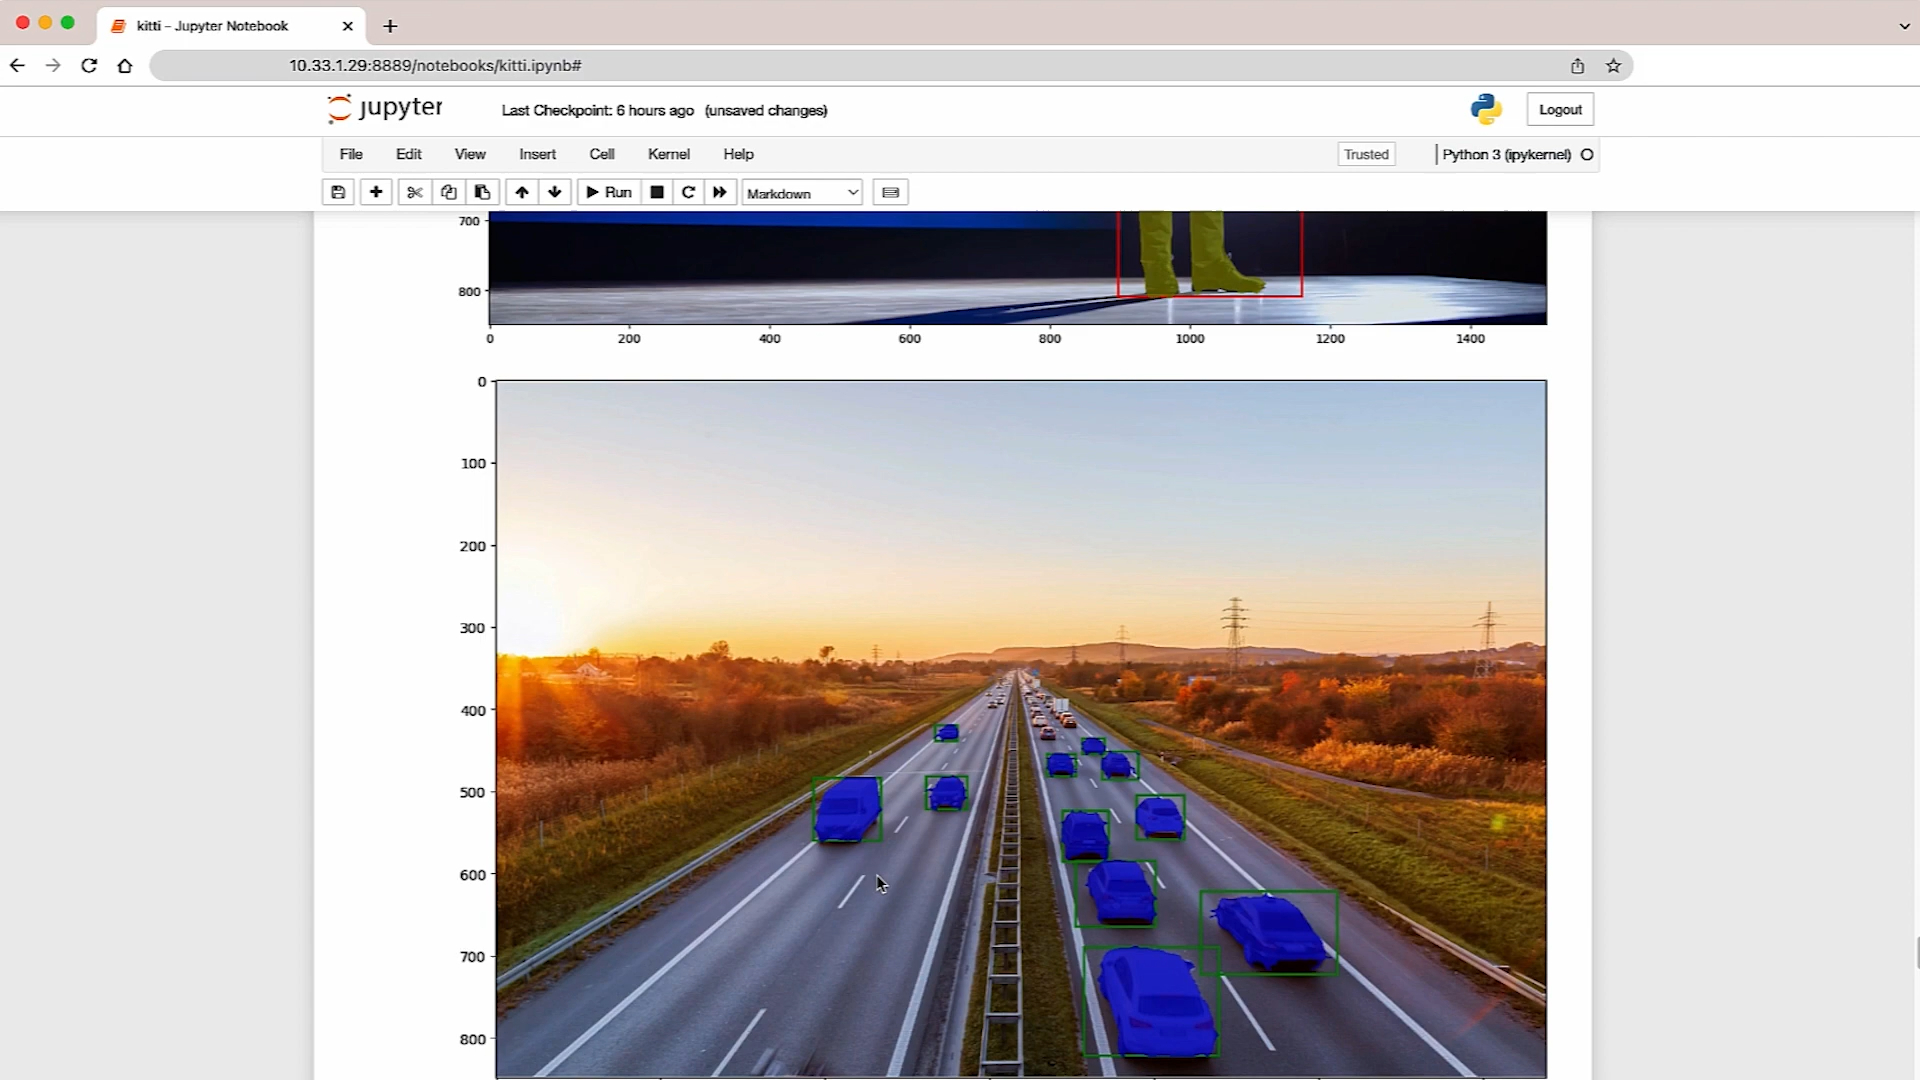 kitti - Jupyter Notebook
10.33.1.29:8889/notebooks/kitti.ipynb#
jupyter Last Checkpoint: 6 hours ago (unsaved changes) Logout
File Edit View Insert Cell Kernel Help Trusted Python 3 (ipykernel)
Run Markdown
700
800
0 200 400 600 800 1000 1200 1400
0
100
200
300
400
500
600
700
800